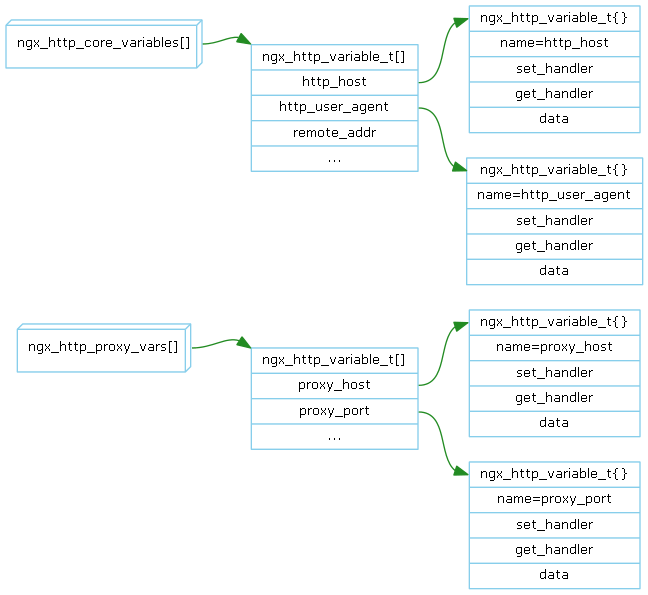 ngx_http_core_variables[]
ngx_http_variable_t[]
http_host
http_user_agent
remote_addr
...
ngx_http_variable_t{}
name=http_host
set_handler
get_handler
data
ngx_http_variable_t{}
name=http_user_agent
set_handler
get_handler
data
ngx_http_proxy_vars[]
ngx_http_variable_t[]
proxy_host
proxy_port
...
ngx_http_variable_t{}
name=proxy_host
set_handler
get_handler
data
ngx_http_variable_t{}
name=proxy_port
set_handler
get_handler
data